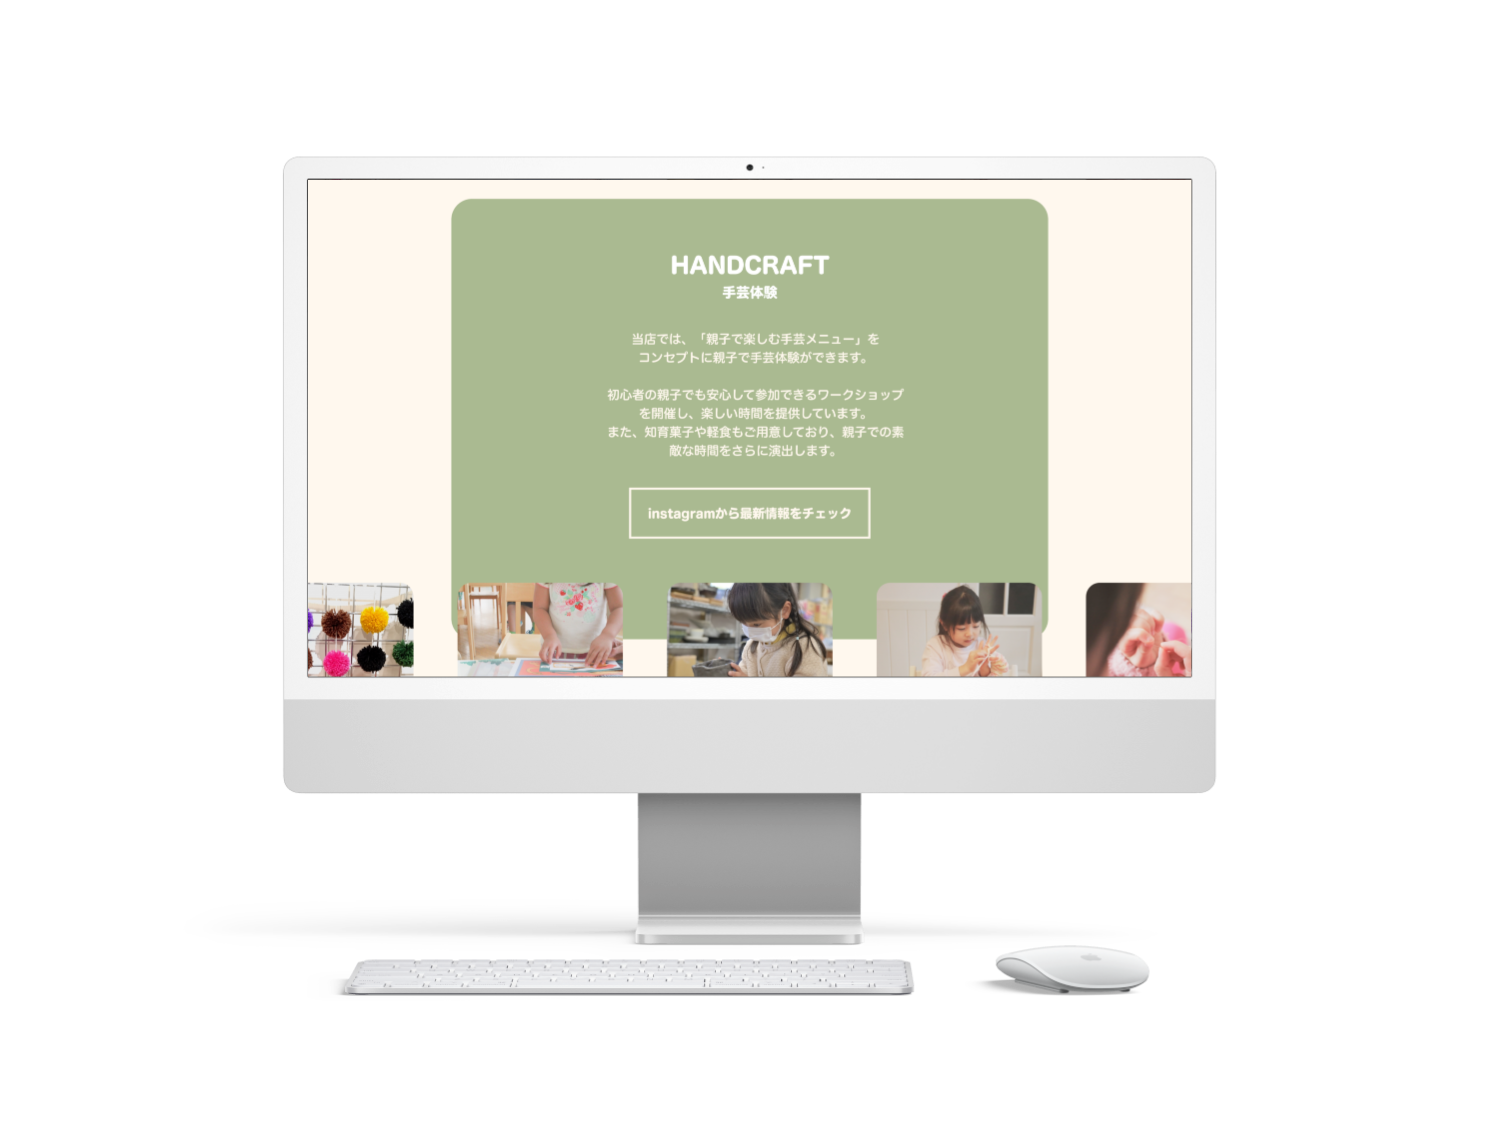 HANDCRAFT
手芸体験
当店では、「親子で楽しむ手芸メニュー」を
コンセプトに親子で手芸体験ができます。
初心者の親子でも安心して参加できるワークショップ
を開催し、楽しい時間を提供しています。
また、知育菓子や軽食もご用意しており、親子での素
敵な時間をさらに演出します。
instagramから最新情報をチェック